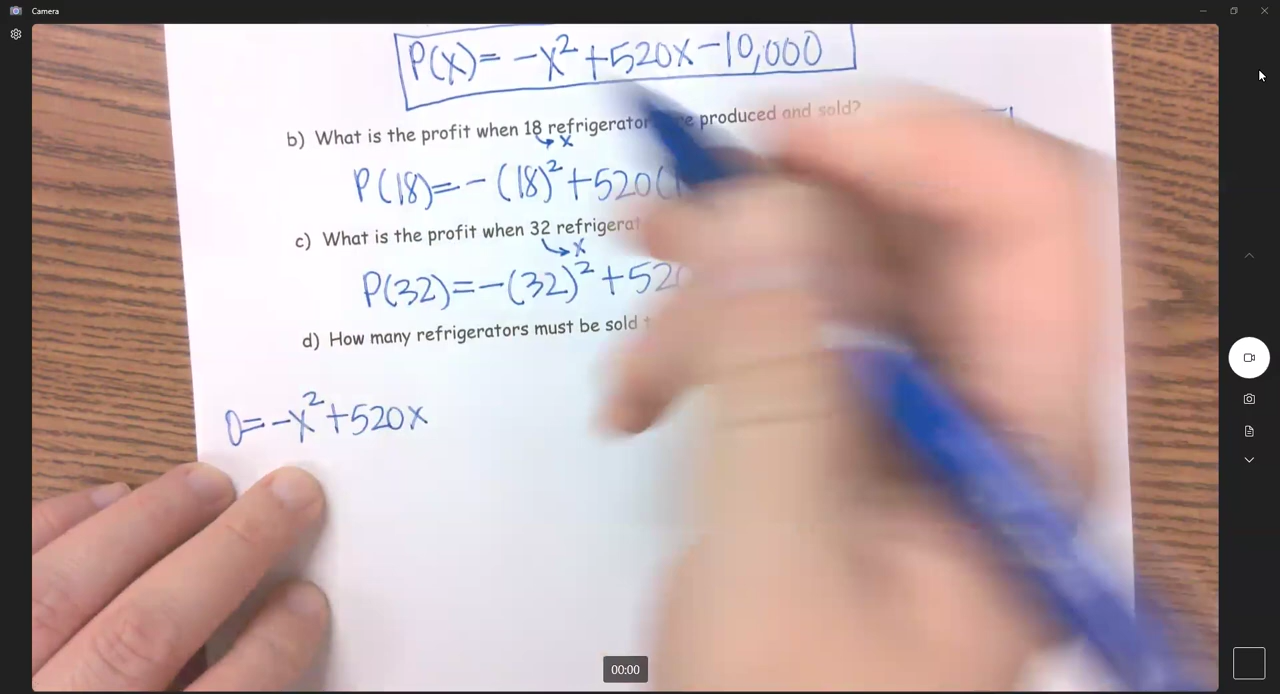 Camera
P(x)= -x²+520x-10,000
b) What is the profit when 18 refrigerator produced and sold?
x
P(18)=-(18)²+520(
c) What is the profit when 32 refrigerat
x
P(32)=-(32)²+52
d) How many refrigerators must be sold
0=-x²+520x
00:00